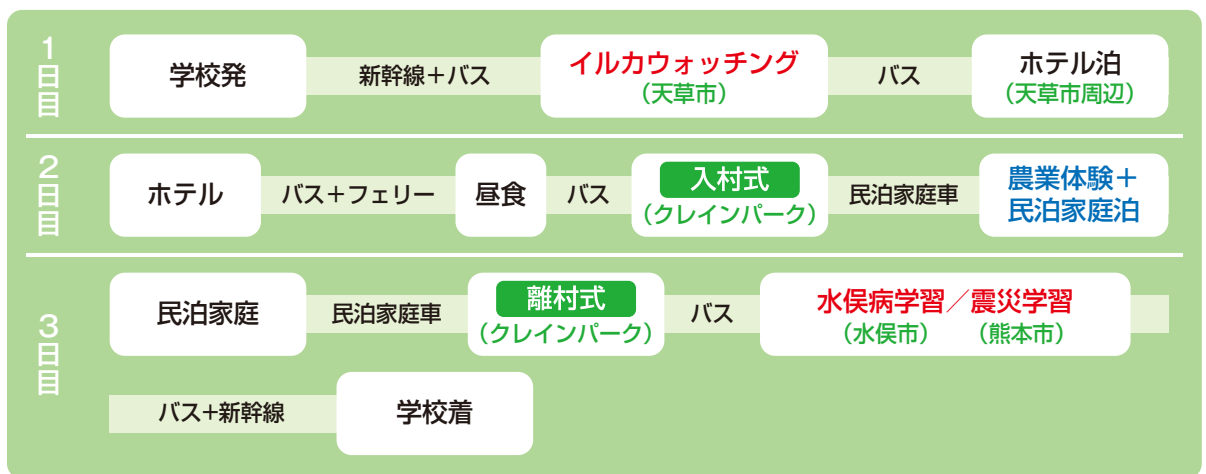 1日目
学校発
新幹線+バス
イルカウォッチング
(天草市)
バス
ホテル泊
(天草市周辺)
2日目
ホテル
バス+フェリー
昼食
バス
入村式
(クレインパーク)
民泊家庭車
農業体験+
民泊家庭泊
3日目
民泊家庭
民泊家庭車
離村式
(クレインパーク)
バス
水俣病学習/震災学習
(水俣市) (熊本市)
バス+新幹線
学校着